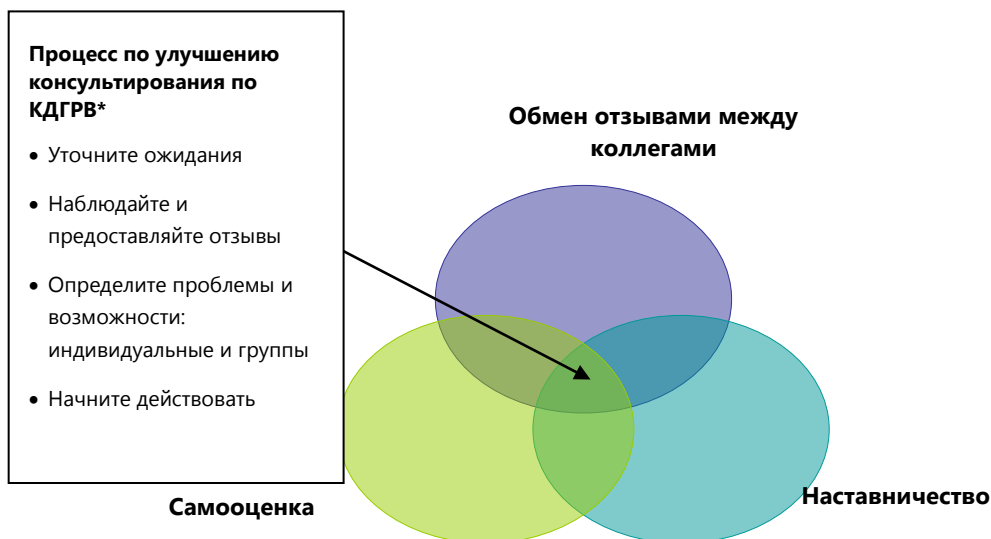 Процесс по улучшению
консультирования по
КДГРВ*
• Уточните ожидания
• Наблюдайте и
предоставляйте отзывы
• Определите проблемы и
возможности:
индивидуальные и группы
• Начните действовать
Обмен отзывами между
коллегами
Самооценка
Наставничество